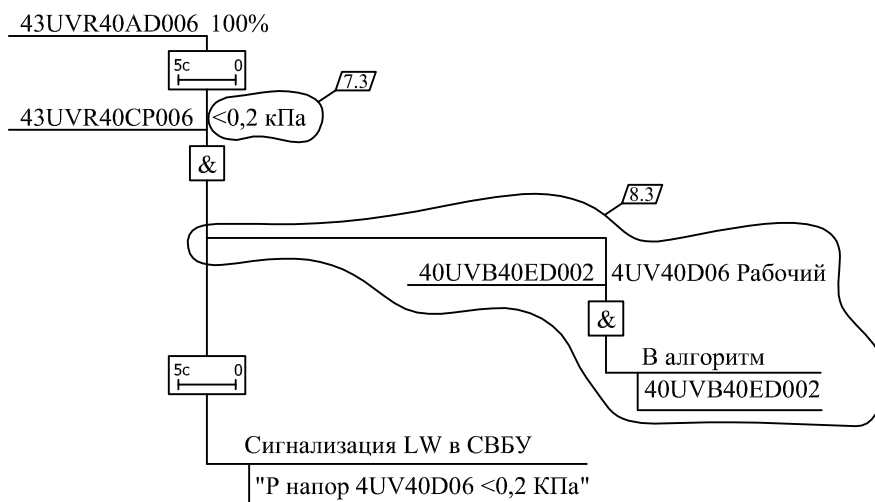 43UVR40AD006 100%
5с 0
7.3
43UVR40CP006 <0,2 кПа
&
8.3
40UVB40ED002 4UV40D06 Рабочий
&
5с 0
В алгоритм
40UVB40ED002
Сигнализация LW в СВБУ
"Р напор 4UV40D06 <0,2 КПа"